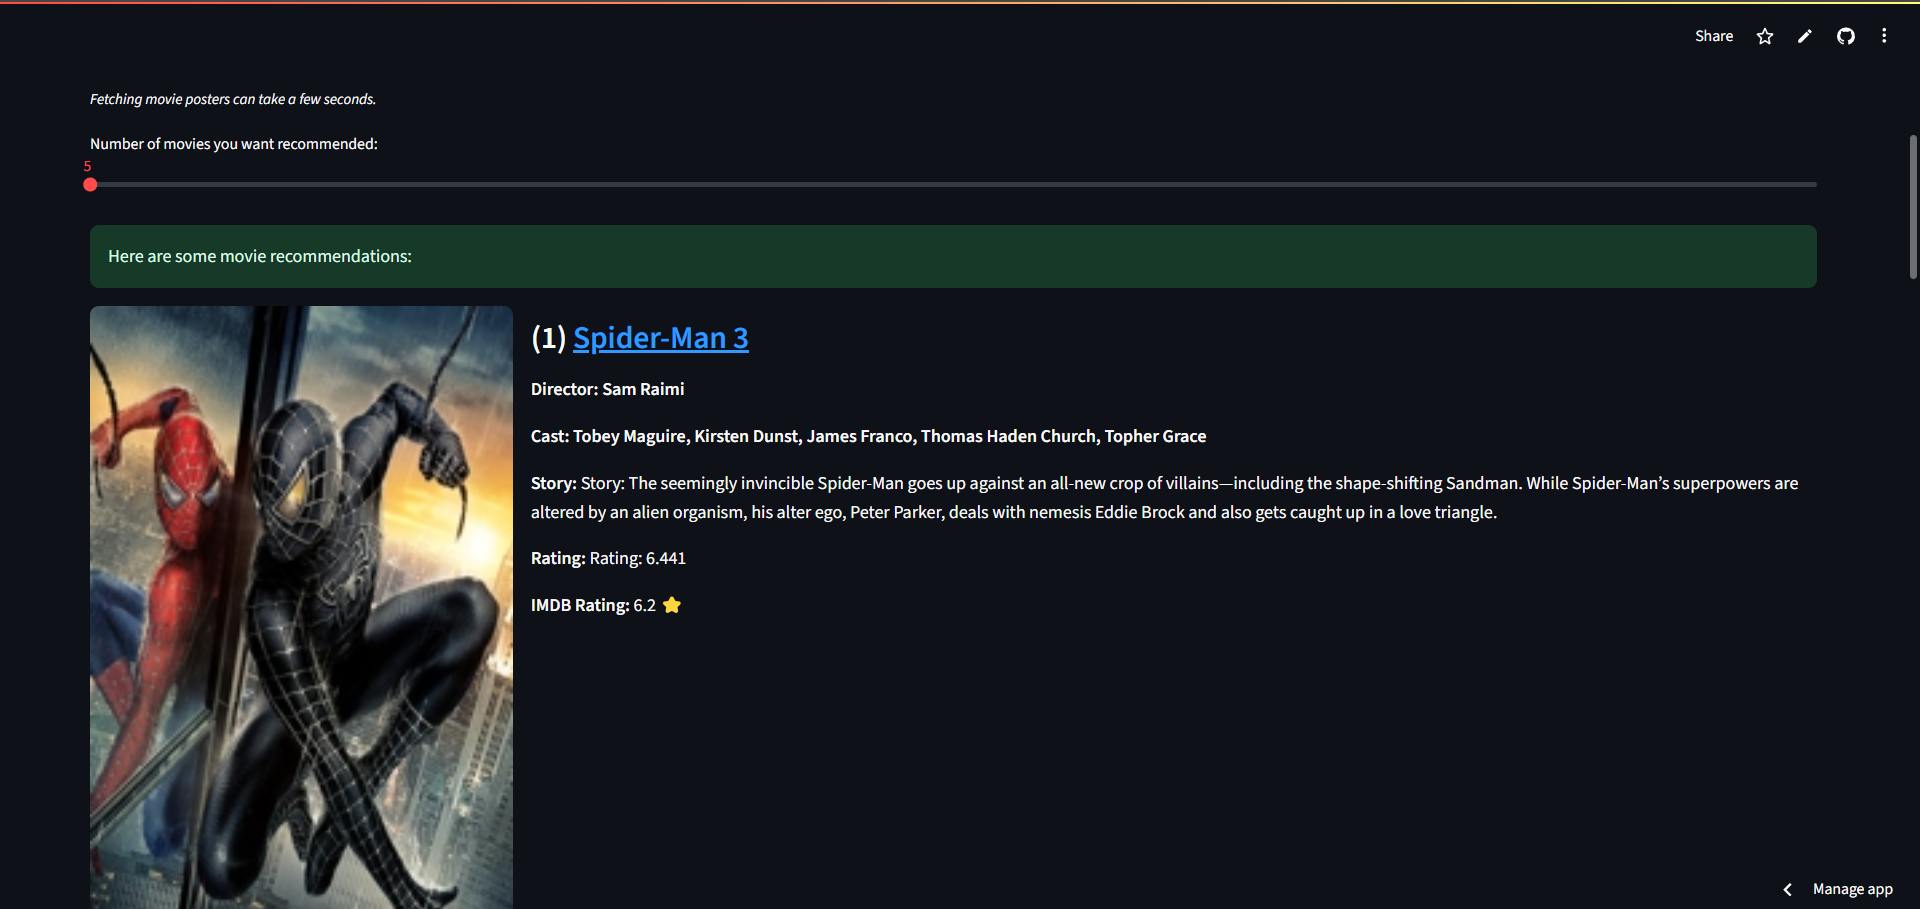 Share
Fetching movie posters can take a few seconds.
Number of movies you want recommended:
5
Here are some movie recommendations:
(1) Spider-Man 3
Director: Sam Raimi
Cast: Tobey Maguire, Kirsten Dunst, James Franco, Thomas Haden Church, Topher Grace
Story: Story: The seemingly invincible Spider-Man goes up against an all-new crop of villains—including the shape-shifting Sandman. While Spider-Man’s superpowers are
altered by an alien organism, his alter ego, Peter Parker, deals with nemesis Eddie Brock and also gets caught up in a love triangle.
Rating: Rating: 6.441
IMDB Rating: 6.2 ⭐
Manage app